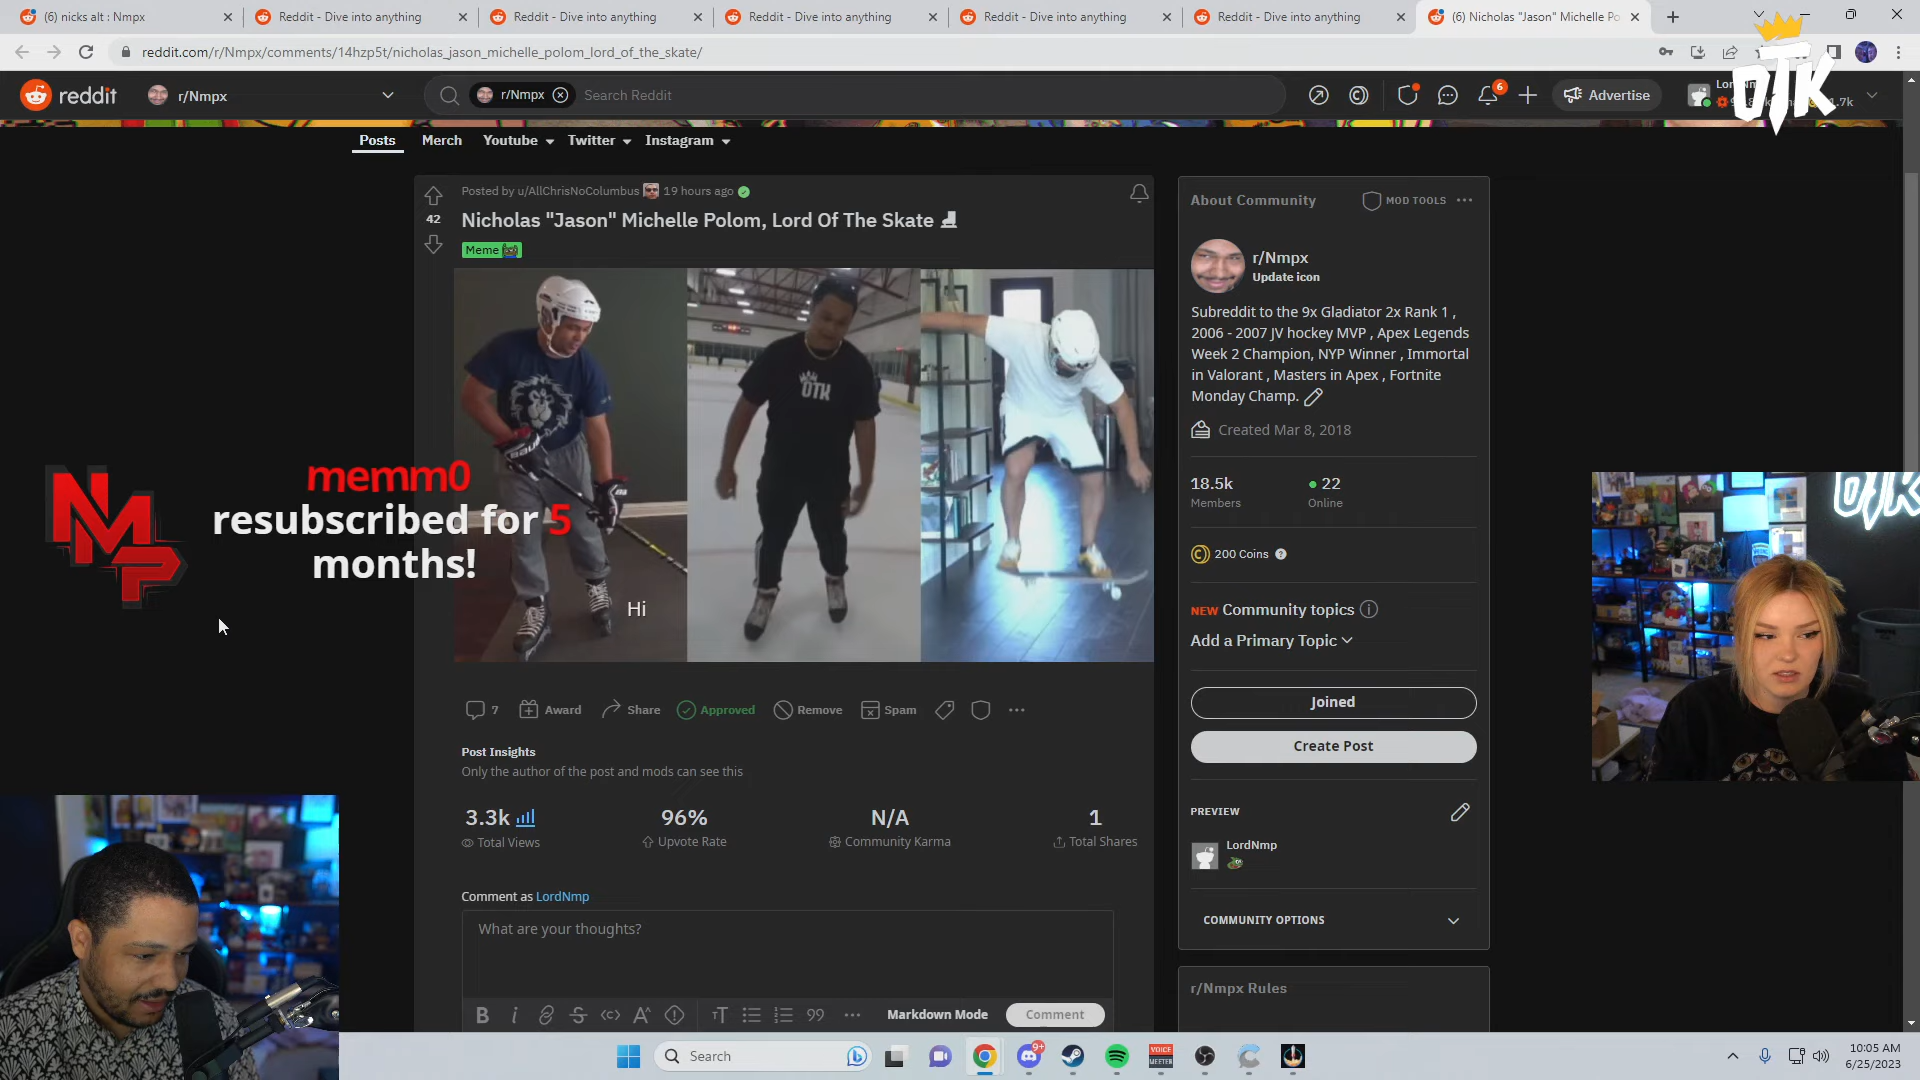 (6) nicks alt : Nmpx
Reddit - Dive into anything
Reddit - Dive into anything
Reddit - Dive into anything
Reddit - Dive into anything
Reddit - Dive into anything
(6) Nicholas "Jason" Michelle Po
reddit.com/r/Nmpx/comments/14hzp5t/nicholas_jason_michelle_polom_lord_of_the_skate/
reddit
r/Nmpx
r/Nmpx
Search Reddit
6
Advertise
OTK
Posts
Merch
Youtube
Twitter
Instagram
Posted by u/AllChrisNoColumbus 19 hours ago
42
Nicholas "Jason" Michelle Polom, Lord Of The Skate ⛸
Meme
OTK
Hi
7
Award
Share
Approved
Remove
Spam
Post Insights
Only the author of the post and mods can see this
3.3k
Total Views
96%
Upvote Rate
N/A
Community Karma
1
Total Shares
Comment as LordNmp
What are your thoughts?
Markdown Mode
Comment
About Community
MOD TOOLS
r/Nmpx
Update icon
Subreddit to the 9x Gladiator 2x Rank 1 ,
2006 - 2007 JV hockey MVP , Apex Legends
Week 2 Champion, NYP Winner , Immortal
in Valorant , Masters in Apex , Fortnite
Monday Champ.
Created Mar 8, 2018
18.5k
Members
22
Online
200 Coins
NEW Community topics
Add a Primary Topic
Joined
Create Post
PREVIEW
LordNmp
COMMUNITY OPTIONS
r/Nmpx Rules
NMP
memm0
resubscribed for 5
months!
OTK
Search
9+
VOICE
MEETER
10:05 AM
6/25/2023